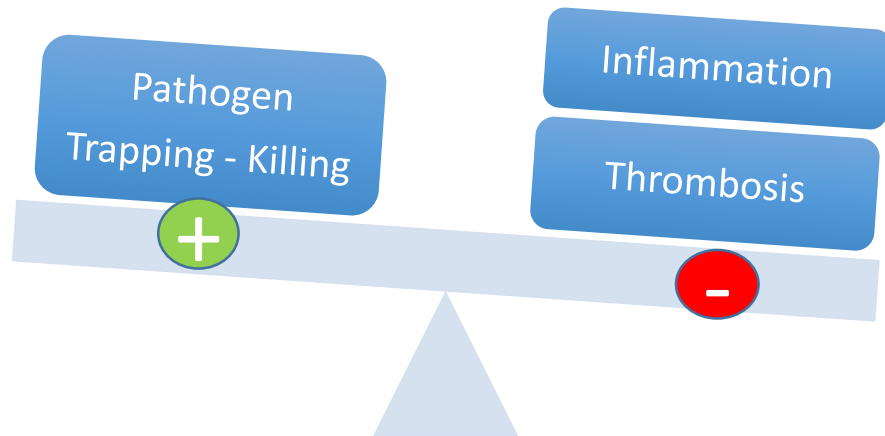 Pathogen
Trapping - Killing
+
Inflammation
Thrombosis
-